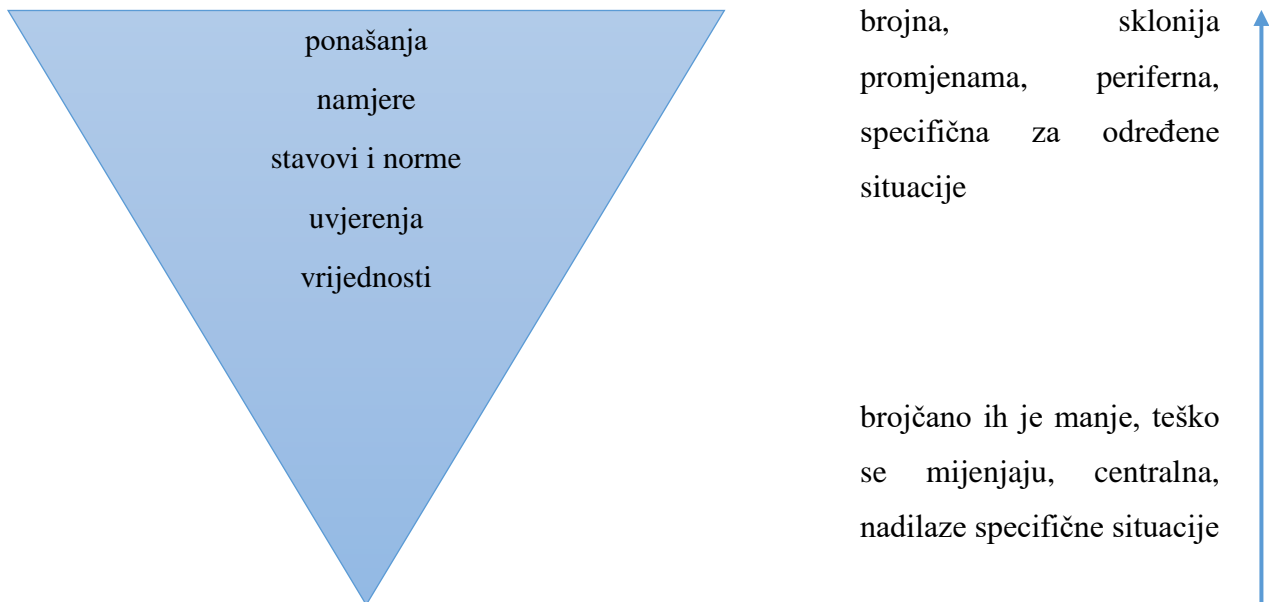 ponašanja
namjere
stavovi i norme
uvjerenja
vrijednosti
brojna, sklonija
promjenama, periferna,
specifična za određene
situacije
brojčano ih je manje, teško
se mijenjaju, centralna,
nadilaze specifične situacije